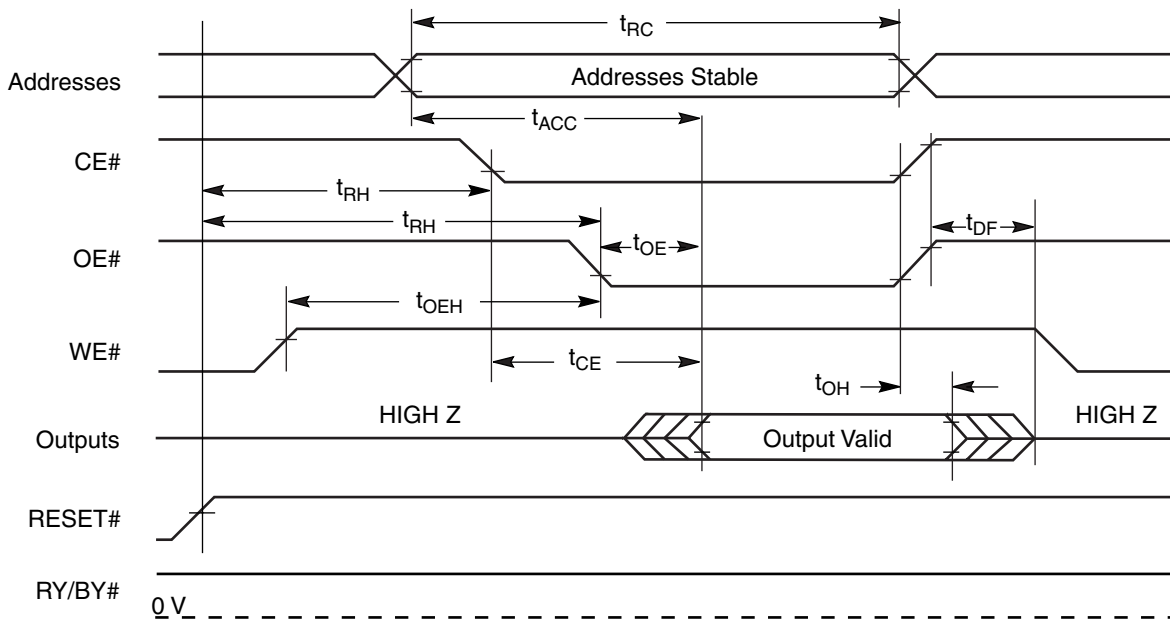 tRC
Addresses
Addresses Stable
tACC
CE#
tRH
tRH
tDF
OE#
tOE
tOEH
WE#
tCE
tOH
HIGH Z
HIGH Z
Outputs
Output Valid
RESET#
RY/BY#
0 V